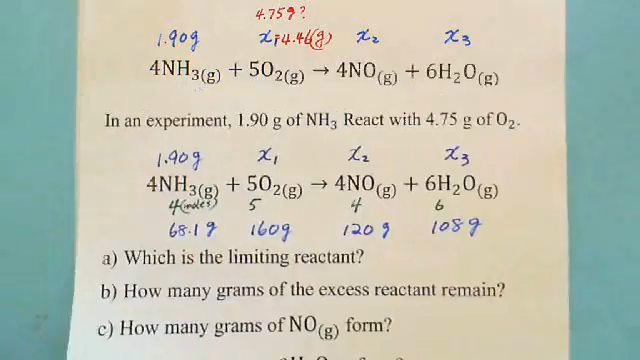 4.75g?
1.90g x₁=4.46(g) x₂ x₃
4NH₃(g) + 5O₂(g) → 4NO(g) + 6H₂O(g)
In an experiment, 1.90 g of NH₃ React with 4.75 g of O₂.
1.90g x₁ x₂ x₃
4NH₃(g) + 5O₂(g) → 4NO(g) + 6H₂O(g)
4(moles) 5 4 6
68.1 g 160g 120g 108g
a) Which is the limiting reactant?
b) How many grams of the excess reactant remain?
c) How many grams of NO(g) form?